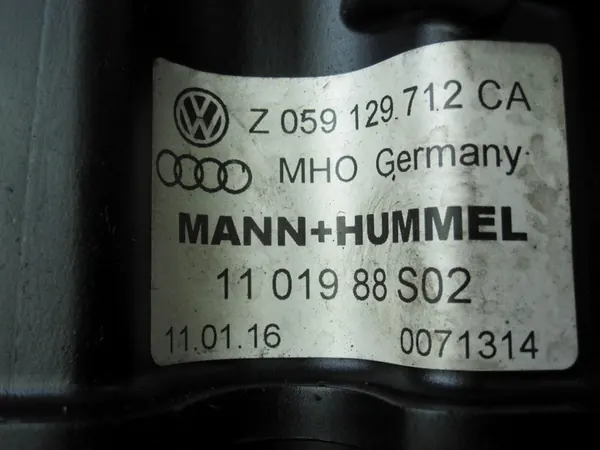 Z 059 129 712 CA
MHO Germany
MANN+HUMMEL
11 019 88 S02
11.01.16 0071314